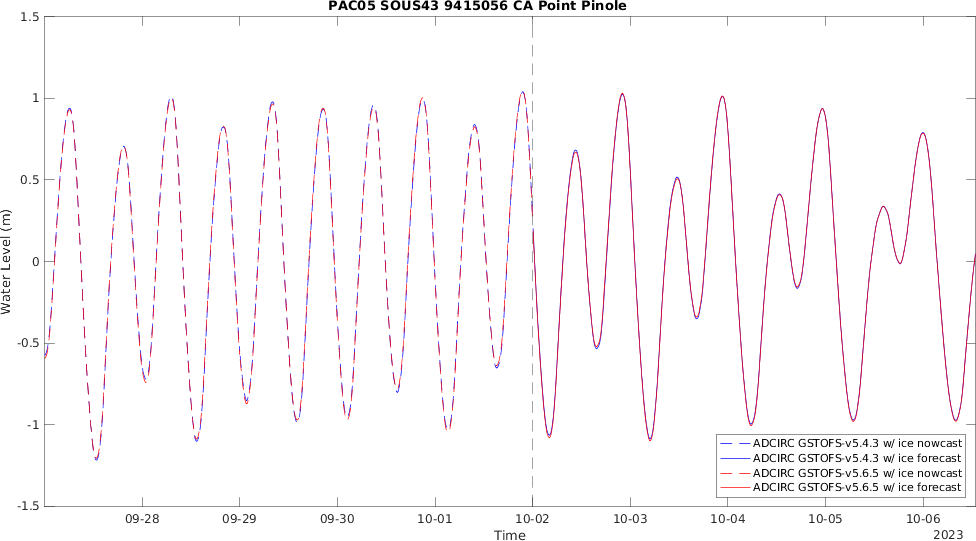 PAC05 SOUS43 9415056 CA Point Pinole
1.5
1
0.5
0
-0.5
-1
-1.5
Water Level (m)
09-28 09-29 09-30 10-01 10-02 10-03 10-04 10-05 10-06
Time
2023
ADCIRC GSTOFS-v5.4.3 w/ ice nowcast
ADCIRC GSTOFS-v5.4.3 w/ ice forecast
ADCIRC GSTOFS-v5.6.5 w/ ice nowcast
ADCIRC GSTOFS-v5.6.5 w/ ice forecast